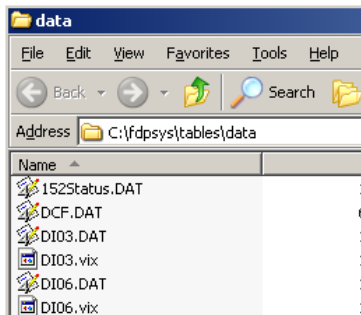 data
File Edit View Favorites Tools Help
Back Search
Address C:\fdpsys\tables\data
Name
152Status.DAT
DCF.DAT
DI03.DAT
DI03.vix
DI06.DAT
DI06.vix